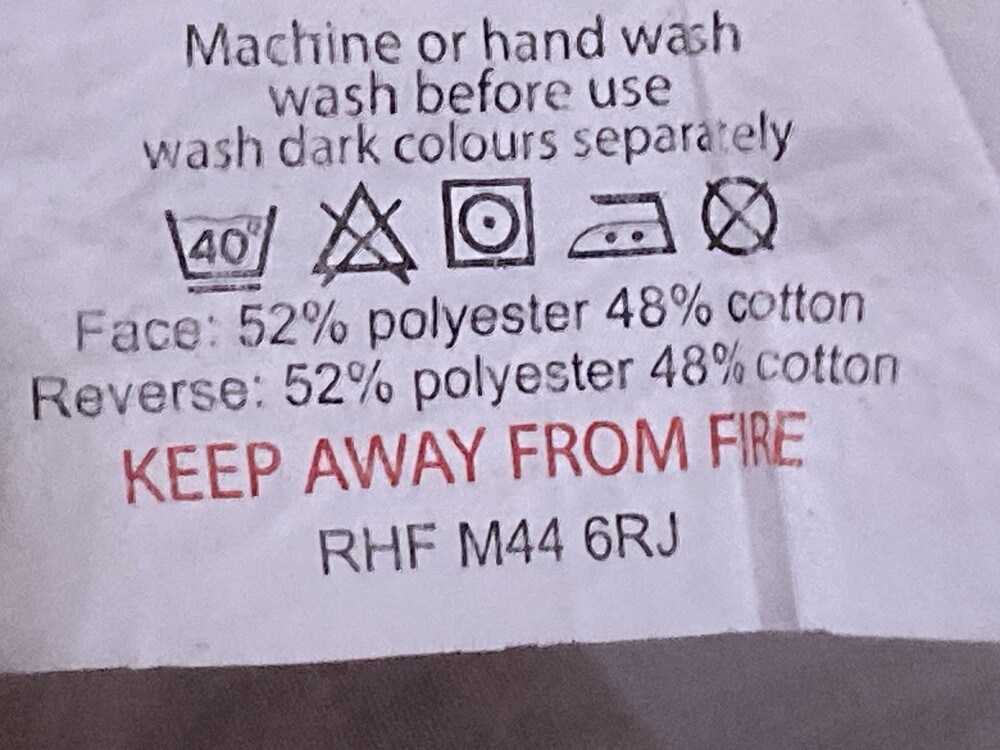 Machine or hand wash
wash before use
wash dark colours separately
40°
Face: 52% polyester 48% cotton
Reverse: 52% polyester 48% cotton
KEEP AWAY FROM FIRE
RHF M44 6RJ